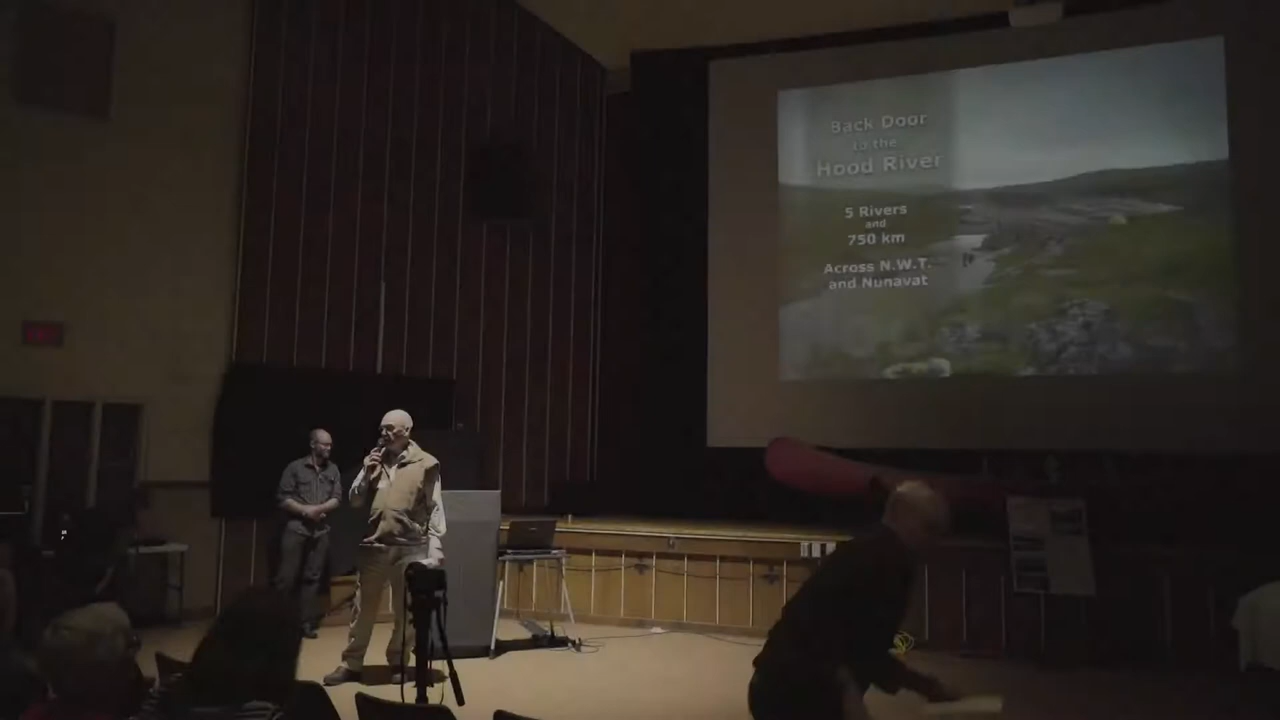 Back Door
to the
Hood River
5 Rivers
and
750 km
Across N.W.T.
and Nunavat